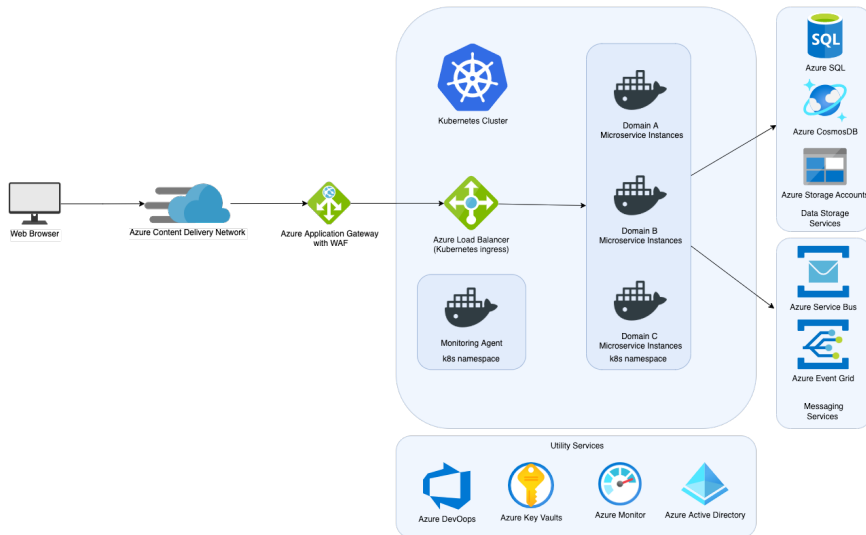 SQL
Azure SQL
Kubernetes Cluster
Domain A
Microservice Instances
Azure CosmosDB
Azure Storage Accounts
Data Storage
Services
Web Browser
Azure Content Delivery Network
Azure Application Gateway
with WAF
Azure Load Balancer
(Kubernetes ingress)
Domain B
Microservice Instances
Azure Service Bus
Monitoring Agent
k8s namespace
Domain C
Microservice Instances
k8s namespace
Azure Event Grid
Messaging
Services
Utility Services
Azure DevOops
Azure Key Vaults
Azure Monitor
Azure Active Directory